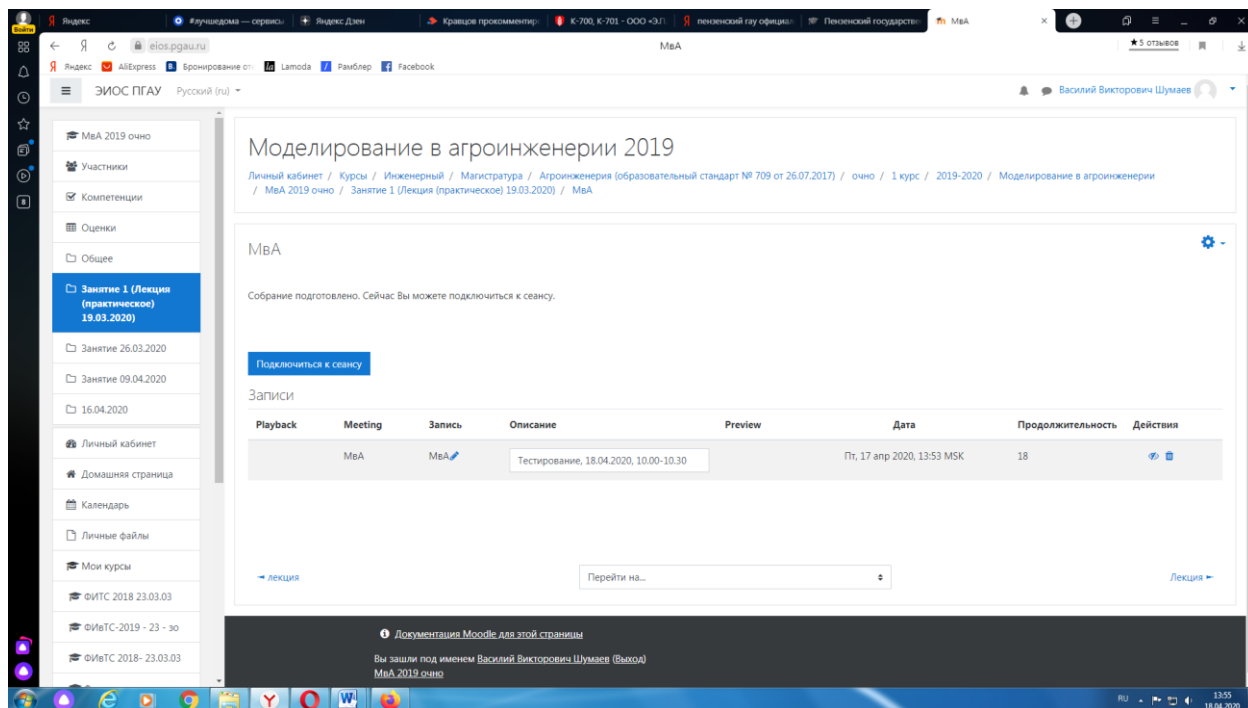 Войти
Яндекс
#лучшедома — сервисы
Яндекс.Дзен
Кравцов прокомментир
К-700, К-701 - ООО «Э.П.
пензенский гау официал
Пензенский государстве
МвА
eios.pgau.ru
МвА
★ 5 отзывов
Яндекс
AliExpress
Бронирование от
Lamoda
Рамблер
Facebook
ЭИОС ПГАУ
Русский (ru)
Василий Викторович Шумаев
МвА 2019 очно
Участники
Компетенции
Оценки
Общее
Занятие 1 (Лекция
(практическое)
19.03.2020)
Занятие 26.03.2020
Занятие 09.04.2020
16.04.2020
Личный кабинет
Домашняя страница
Календарь
Личные файлы
Мои курсы
ФИТС 2018 23.03.03
ФИвТС-2019 - 23 - зо
ФИвТС 2018- 23.03.03
Моделирование в агроинженерии 2019
Личный кабинет / Курсы / Инженерный / Магистратура / Агроинженерия (образовательный стандарт № 709 от 26.07.2017) / очно / 1 курс / 2019-2020 / Моделирование в агроинженерии
/ МвА 2019 очно / Занятие 1 (Лекция (практическое) 19.03.2020) / МвА
МвА
Собрание подготовлено. Сейчас Вы можете подключиться к сеансу.
Подключиться к сеансу
Записи
Playback Meeting Запись Описание Preview Дата Продолжительность Действия
МвА МвА Тестирование, 18.04.2020, 10.00-10.30 Пт, 17 апр 2020, 13:53 MSK 18
◄ лекция
Перейти на...
Лекция ►
Документация Moodle для этой страницы
Вы зашли под именем Василий Викторович Шумаев (Выход)
МвА 2019 очно
RU
13:55
18.04.2020